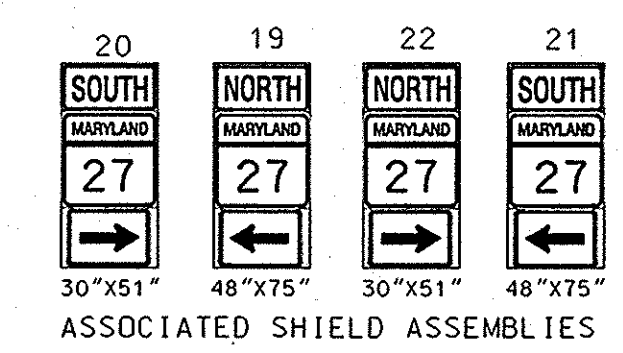 20 19 22 21
SOUTH NORTH NORTH SOUTH
MARYLAND MARYLAND MARYLAND MARYLAND
27 27 27 27
30"X51" 48"X75" 30"X51" 48"X75"
ASSOCIATED SHIELD ASSEMBLIES